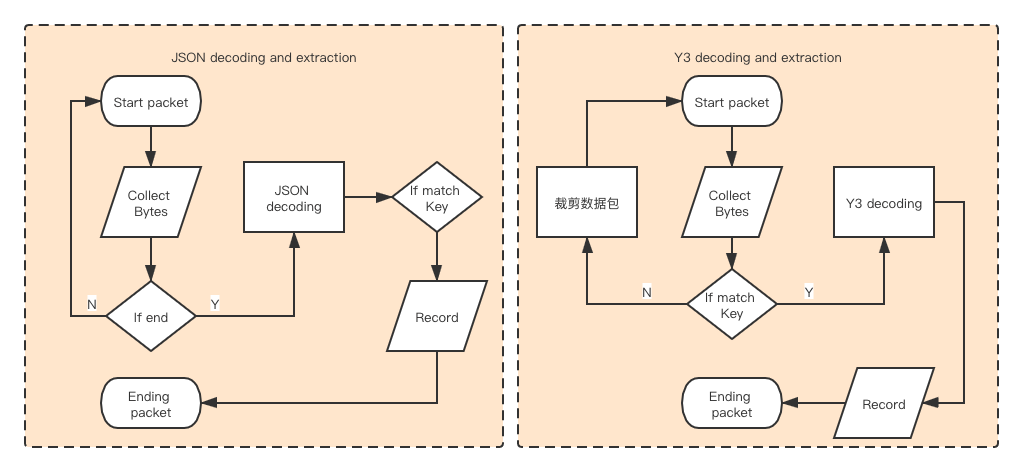 JSON decoding and extraction
Start packet
Collect
Bytes
If end
N
Y
JSON
decoding
If match
Key
Record
Ending
packet
Y3 decoding and extraction
Start packet
裁剪数据包
Collect
Bytes
Y3 decoding
If match
Key
N
Y
Record
Ending
packet